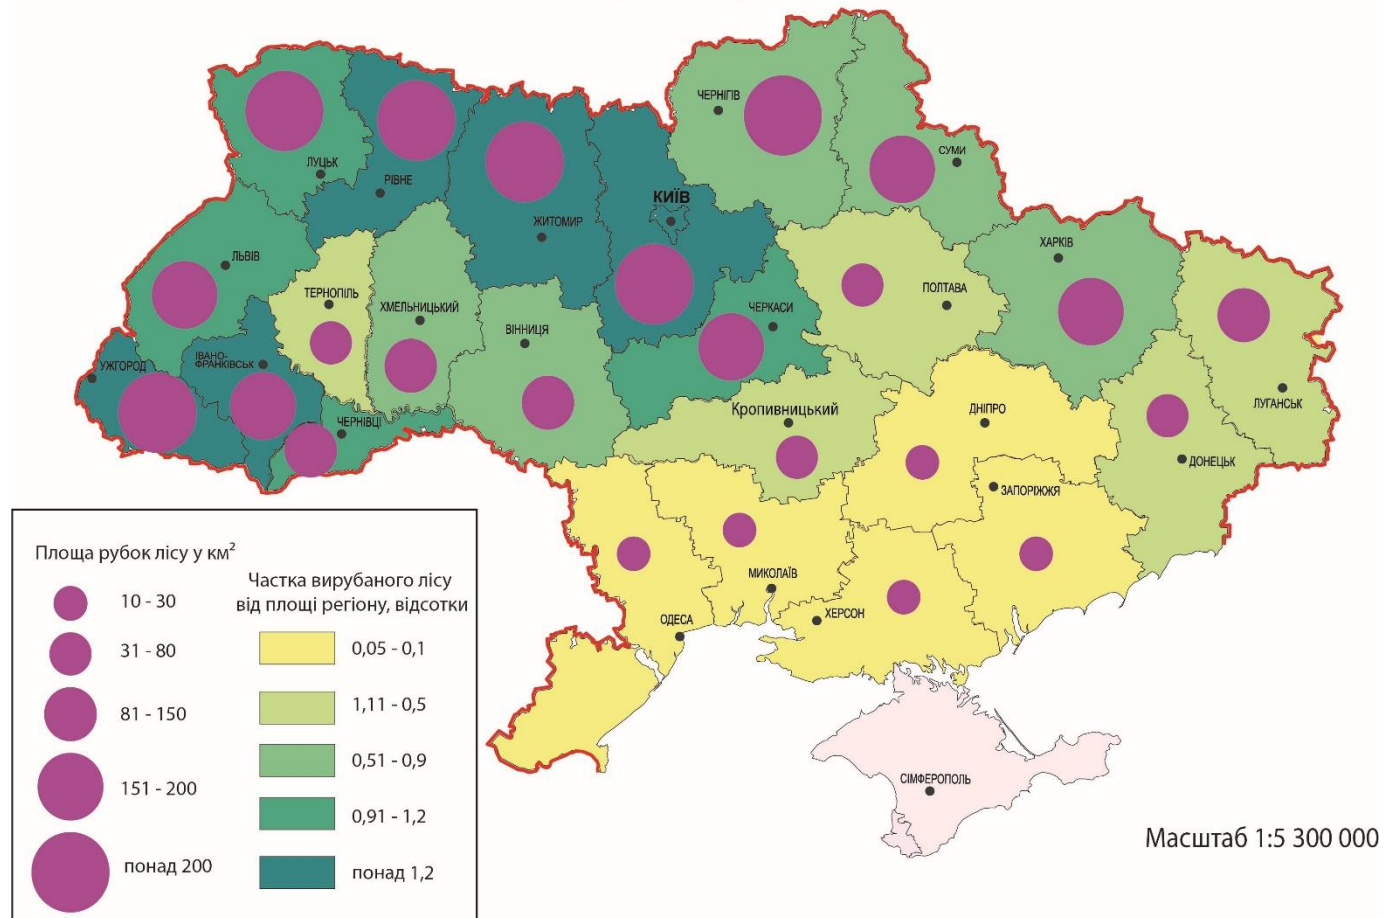 ЧЕРНІГІВ
СУМИ
ЛУЦЬК
РІВНЕ
КИЇВ
ЖИТОМИР
ХАРКІВ
ЛЬВІВ
ТЕРНОПІЛЬ
ХМЕЛЬНИЦЬКИЙ
ВІННИЦЯ
ЧЕРКАСИ
ПОЛТАВА
УЖГОРОД
ІВАНО-
ФРАНКІВСЬК
ЧЕРНІВЦІ
Кропивницький
ДНІПРО
ЛУГАНСЬК
ДОНЕЦЬК
ЗАПОРІЖЖЯ
МИКОЛАЇВ
ХЕРСОН
ОДЕСА
СІМФЕРОПОЛЬ
Площа рубок лісу у км²
10 - 30
31 - 80
81 - 150
151 - 200
понад 200
Частка вирубаного лісу
від площі регіону, відсотки
0,05 - 0,1
1,11 - 0,5
0,51 - 0,9
0,91 - 1,2
понад 1,2
Масштаб 1:5 300 000